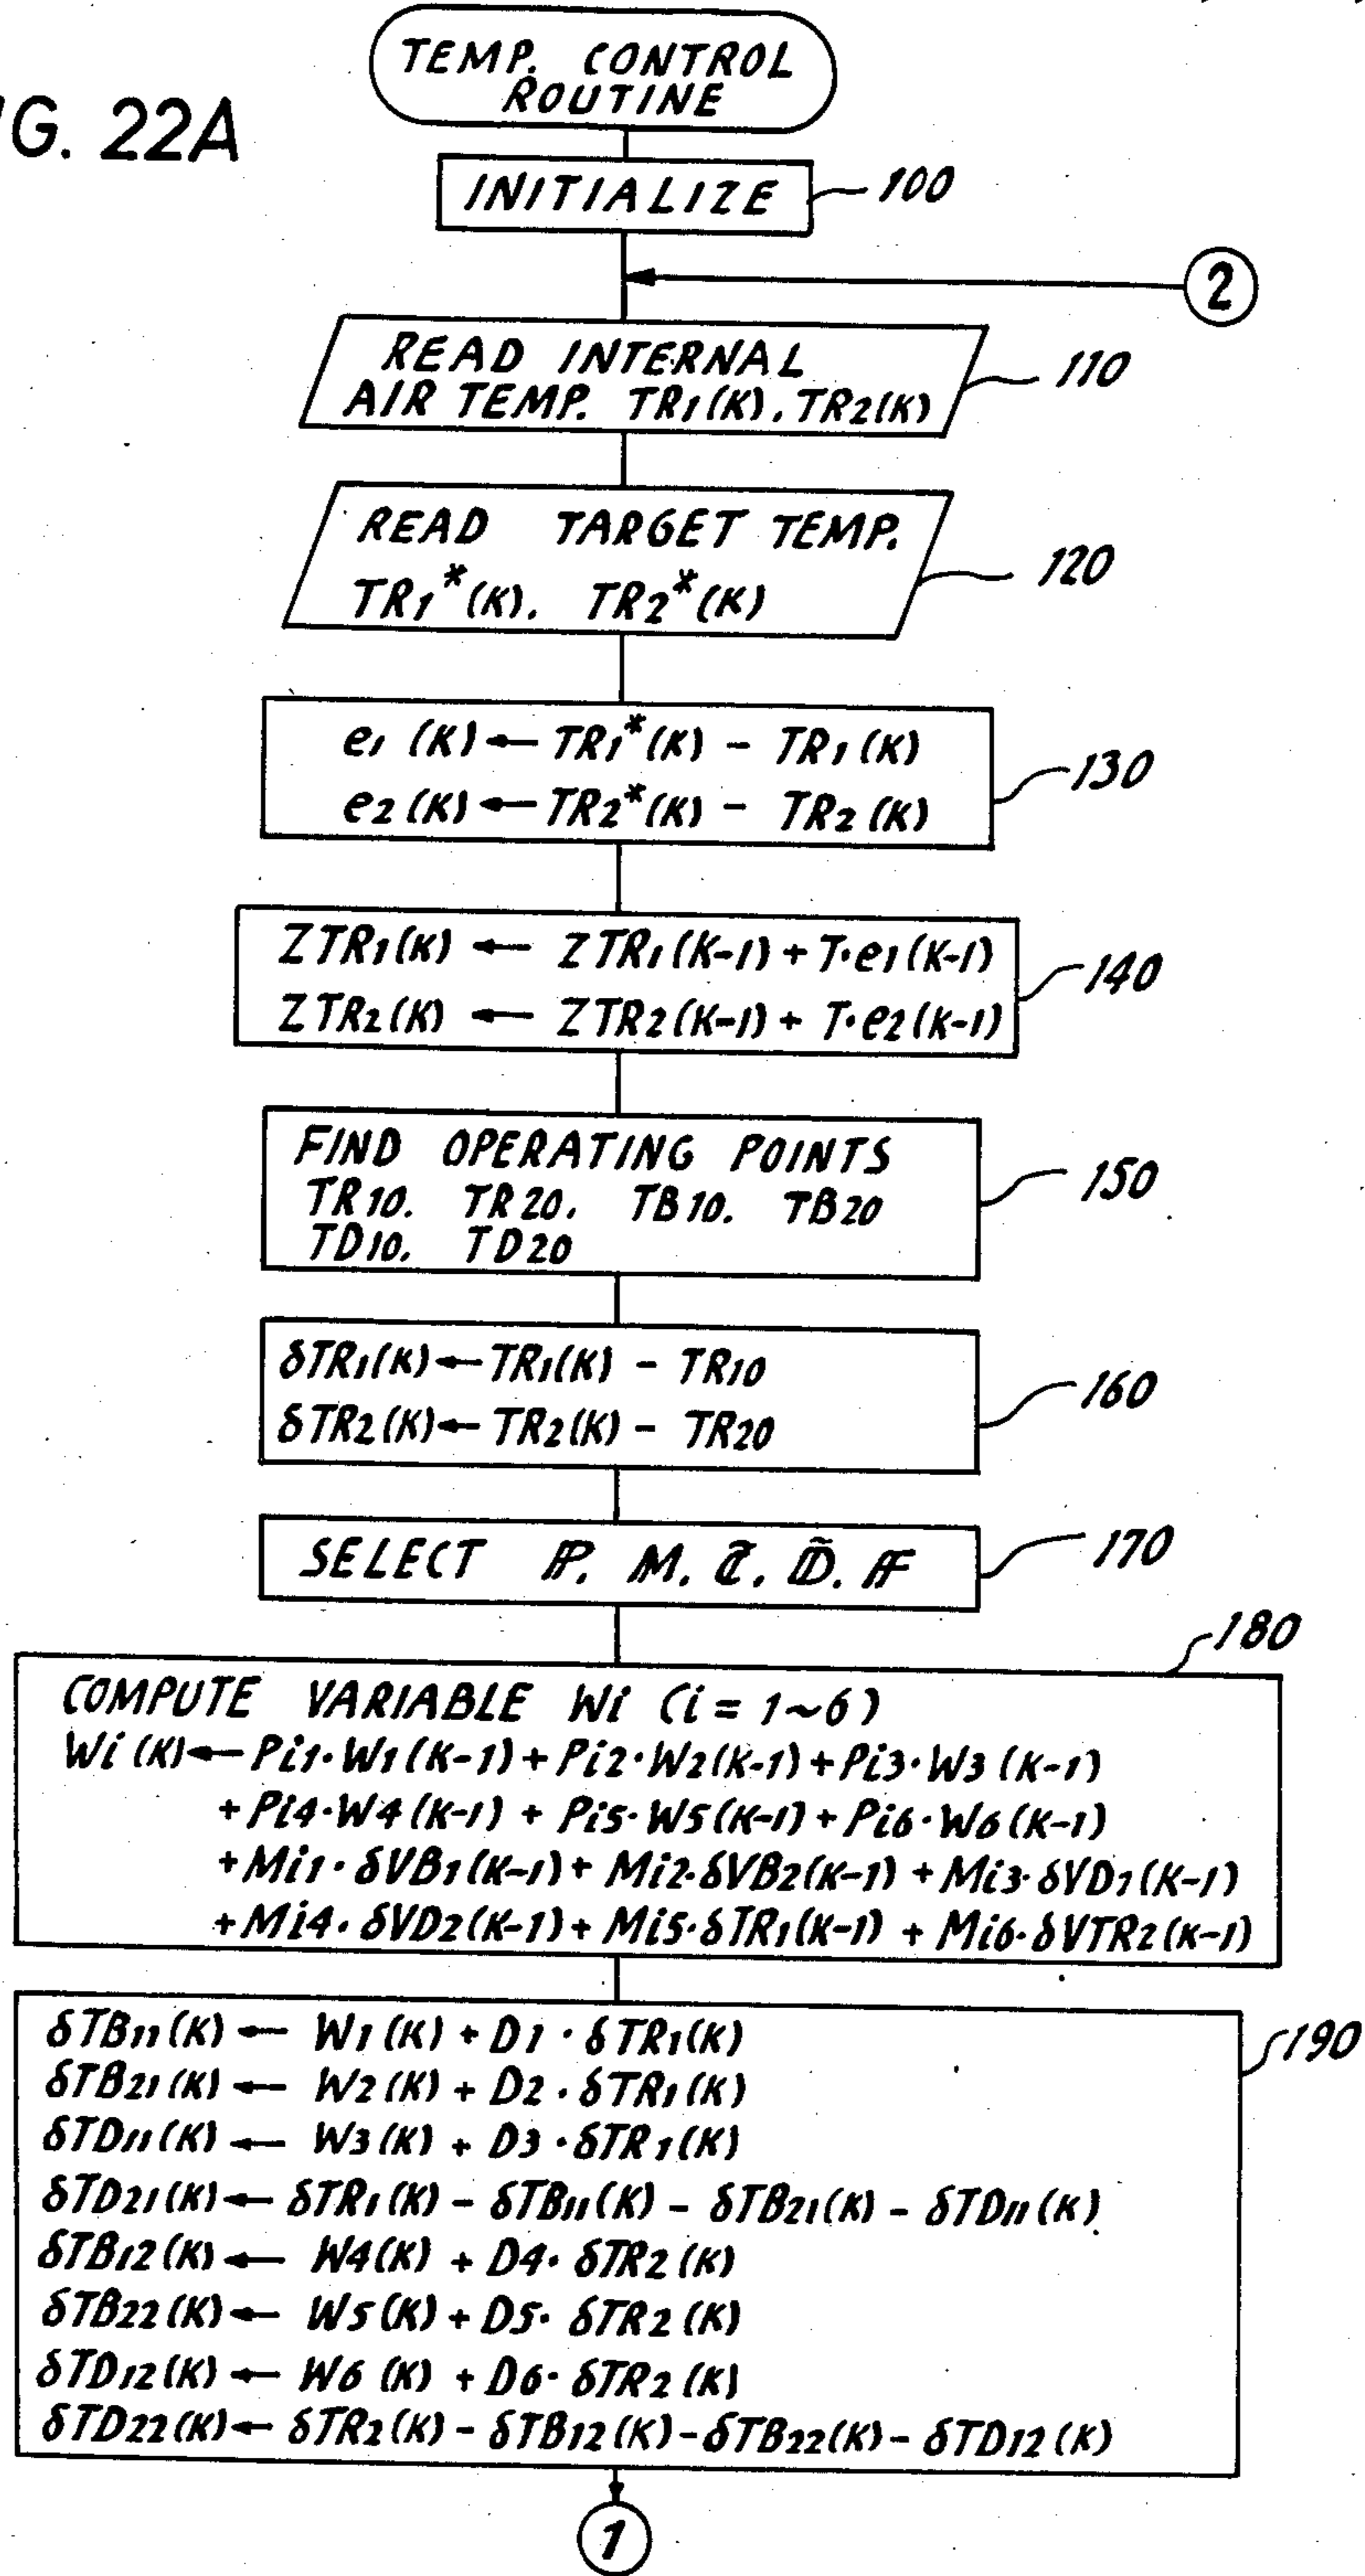 G. 22A
TEMP. CONTROL
ROUTINE
INITIALIZE
100
2
READ INTERNAL
AIR TEMP. TR1(K). TR2(K)
110
READ TARGET TEMP.
TR1*(K). TR2*(K)
120
e1(K) ← TR1*(K) - TR1(K)
e2(K) ← TR2*(K) - TR2(K)
130
ZTR1(K) ← ZTR1(K-1) + T·e1(K-1)
ZTR2(K) ← ZTR2(K-1) + T·e2(K-1)
140
FIND OPERATING POINTS
TR10. TR20. TB10. TB20
TD10. TD20
150
δTR1(K) ← TR1(K) - TR10
δTR2(K) ← TR2(K) - TR20
160
SELECT ℙ. 𝕄. ℂ̃. 𝔻̃. 𝔽
170
180
COMPUTE VARIABLE Wi (i = 1~6)
Wi(K) ← Pi1·W1(K-1) + Pi2·W2(K-1) + Pi3·W3(K-1)
+ Pi4·W4(K-1) + Pi5·W5(K-1) + Pi6·W6(K-1)
+ Mi1·δVB1(K-1) + Mi2·δVB2(K-1) + Mi3·δVD1(K-1)
+ Mi4·δVD2(K-1) + Mi5·δTR1(K-1) + Mi6·δVTR2(K-1)
190
δTB11(K) ← W1(K) + D1·δTR1(K)
δTB21(K) ← W2(K) + D2·δTR1(K)
δTD11(K) ← W3(K) + D3·δTR1(K)
δTD21(K) ← δTR1(K) - δTB11(K) - δTB21(K) - δTD11(K)
δTB12(K) ← W4(K) + D4·δTR2(K)
δTB22(K) ← W5(K) + D5·δTR2(K)
δTD12(K) ← W6(K) + D6·δTR2(K)
δTD22(K) ← δTR2(K) - δTB12(K) - δTB22(K) - δTD12(K)
1